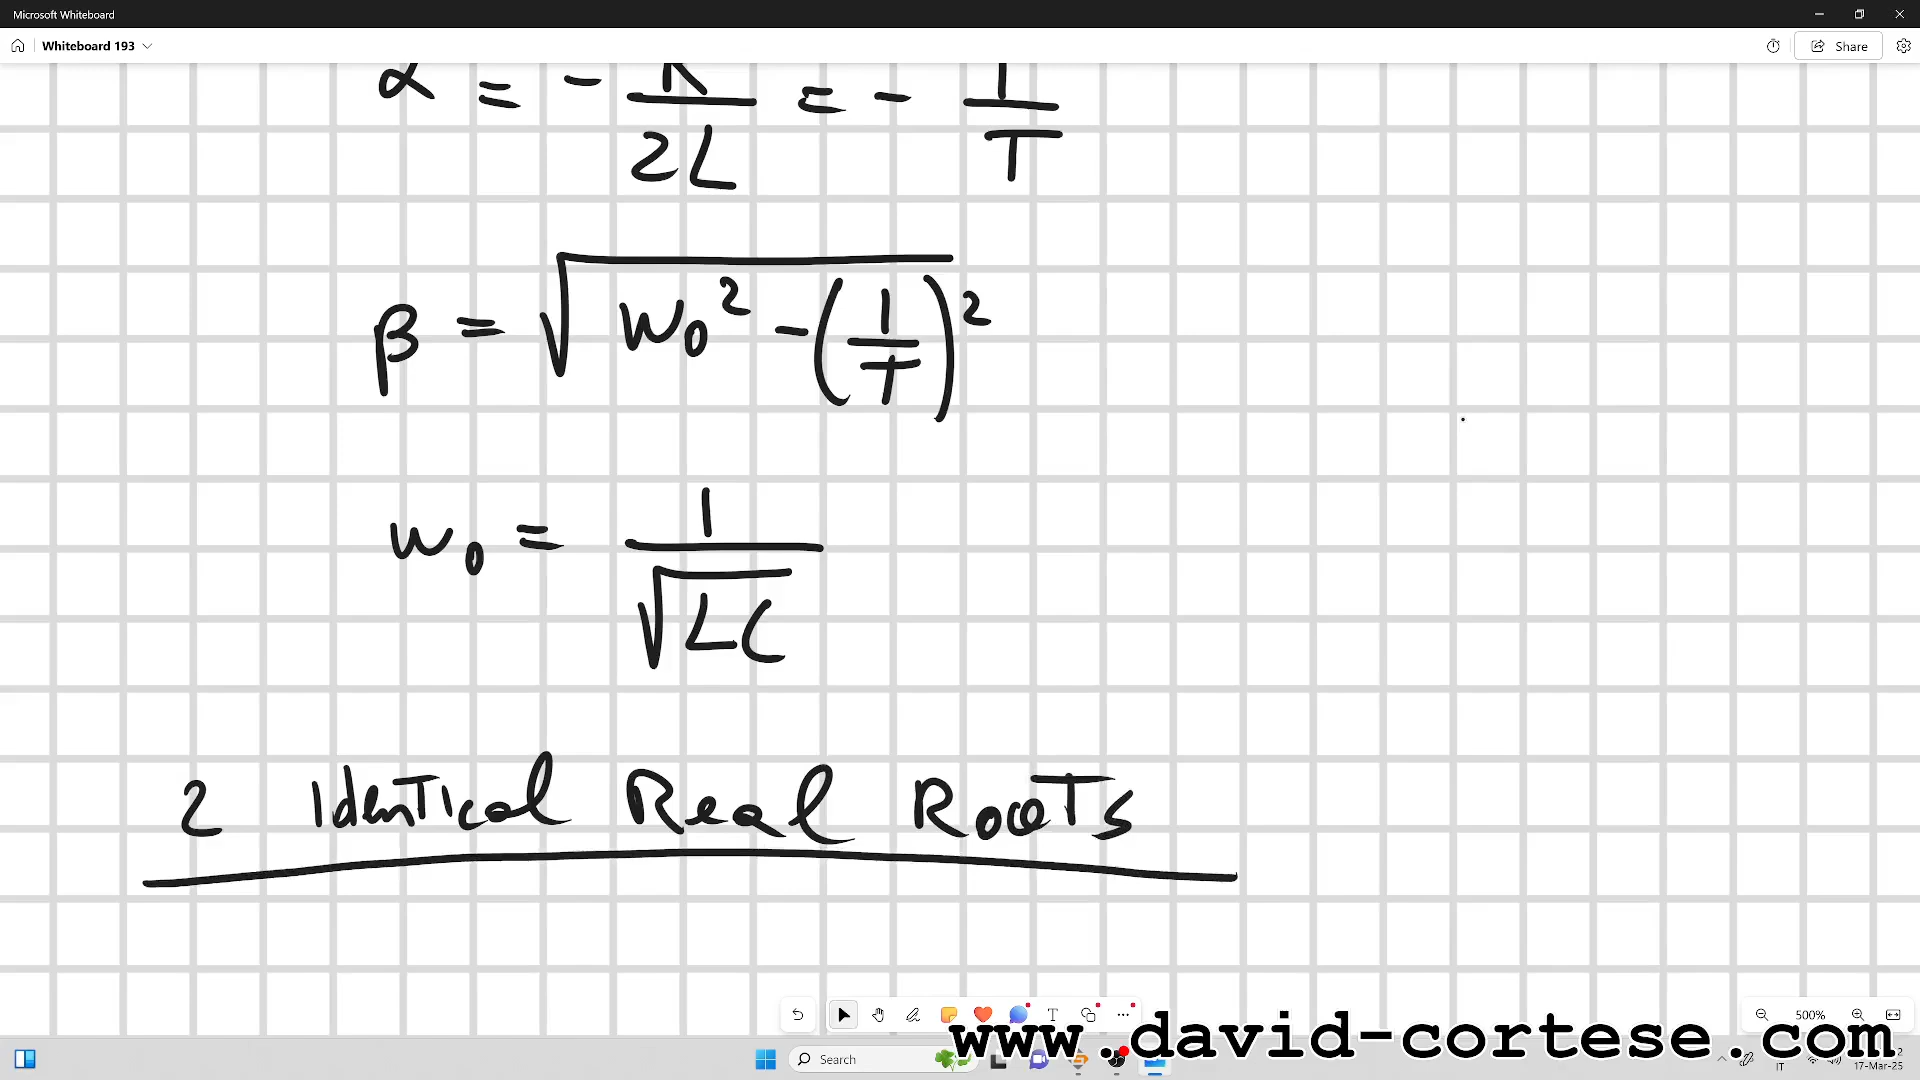 Microsoft Whiteboard
Whiteboard 193
Share
α = - R/2L = - 1/T
β = √(w₀² - (1/T)²)
w₀ = 1/√(LC)
2 Identical Real Roots
500%
Search
www.david-cortese.com
IT
17-Mar-25